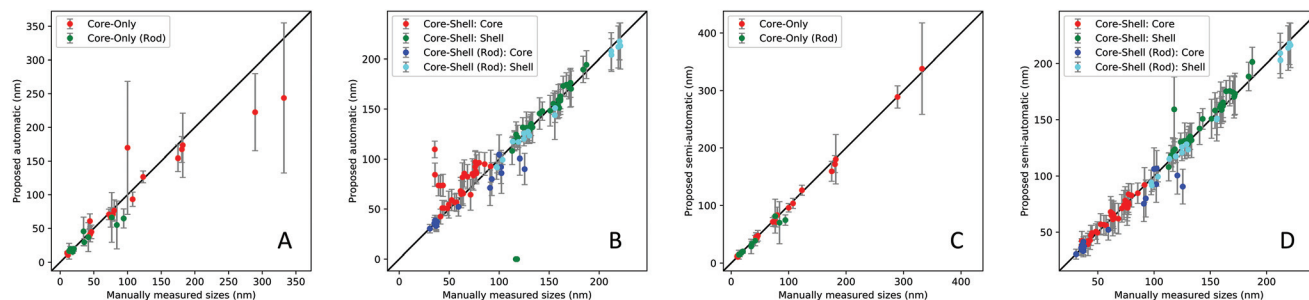 Core-Only
Core-Only (Rod)
Proposed automatic (nm)
350
300
250
200
150
100
50
0
0 50 100 150 200 250 300 350
Manually measured sizes (nm)
A
Core-Shell: Core
Core-Shell: Shell
Core-Shell (Rod): Core
Core-Shell (Rod): Shell
Proposed automatic (nm)
200
150
100
50
0
0 50 100 150 200
Manually measured sizes (nm)
B
Core-Only
Core-Only (Rod)
Proposed semi-automatic (nm)
400
300
200
100
0
0 100 200 300 400
Manually measured sizes (nm)
C
Core-Shell: Core
Core-Shell: Shell
Core-Shell (Rod): Core
Core-Shell (Rod): Shell
Proposed semi-automatic (nm)
200
150
100
50
50 100 150 200
Manually measured sizes (nm)
D